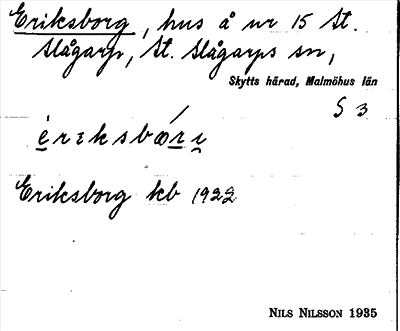 Eriksborg, hus å nr 15 St.
Slågarp, St. Slågarps sn,
Skytts härad, Malmöhus län
S 3
Eriksborg kb 1922
NILS NILSSON 1935